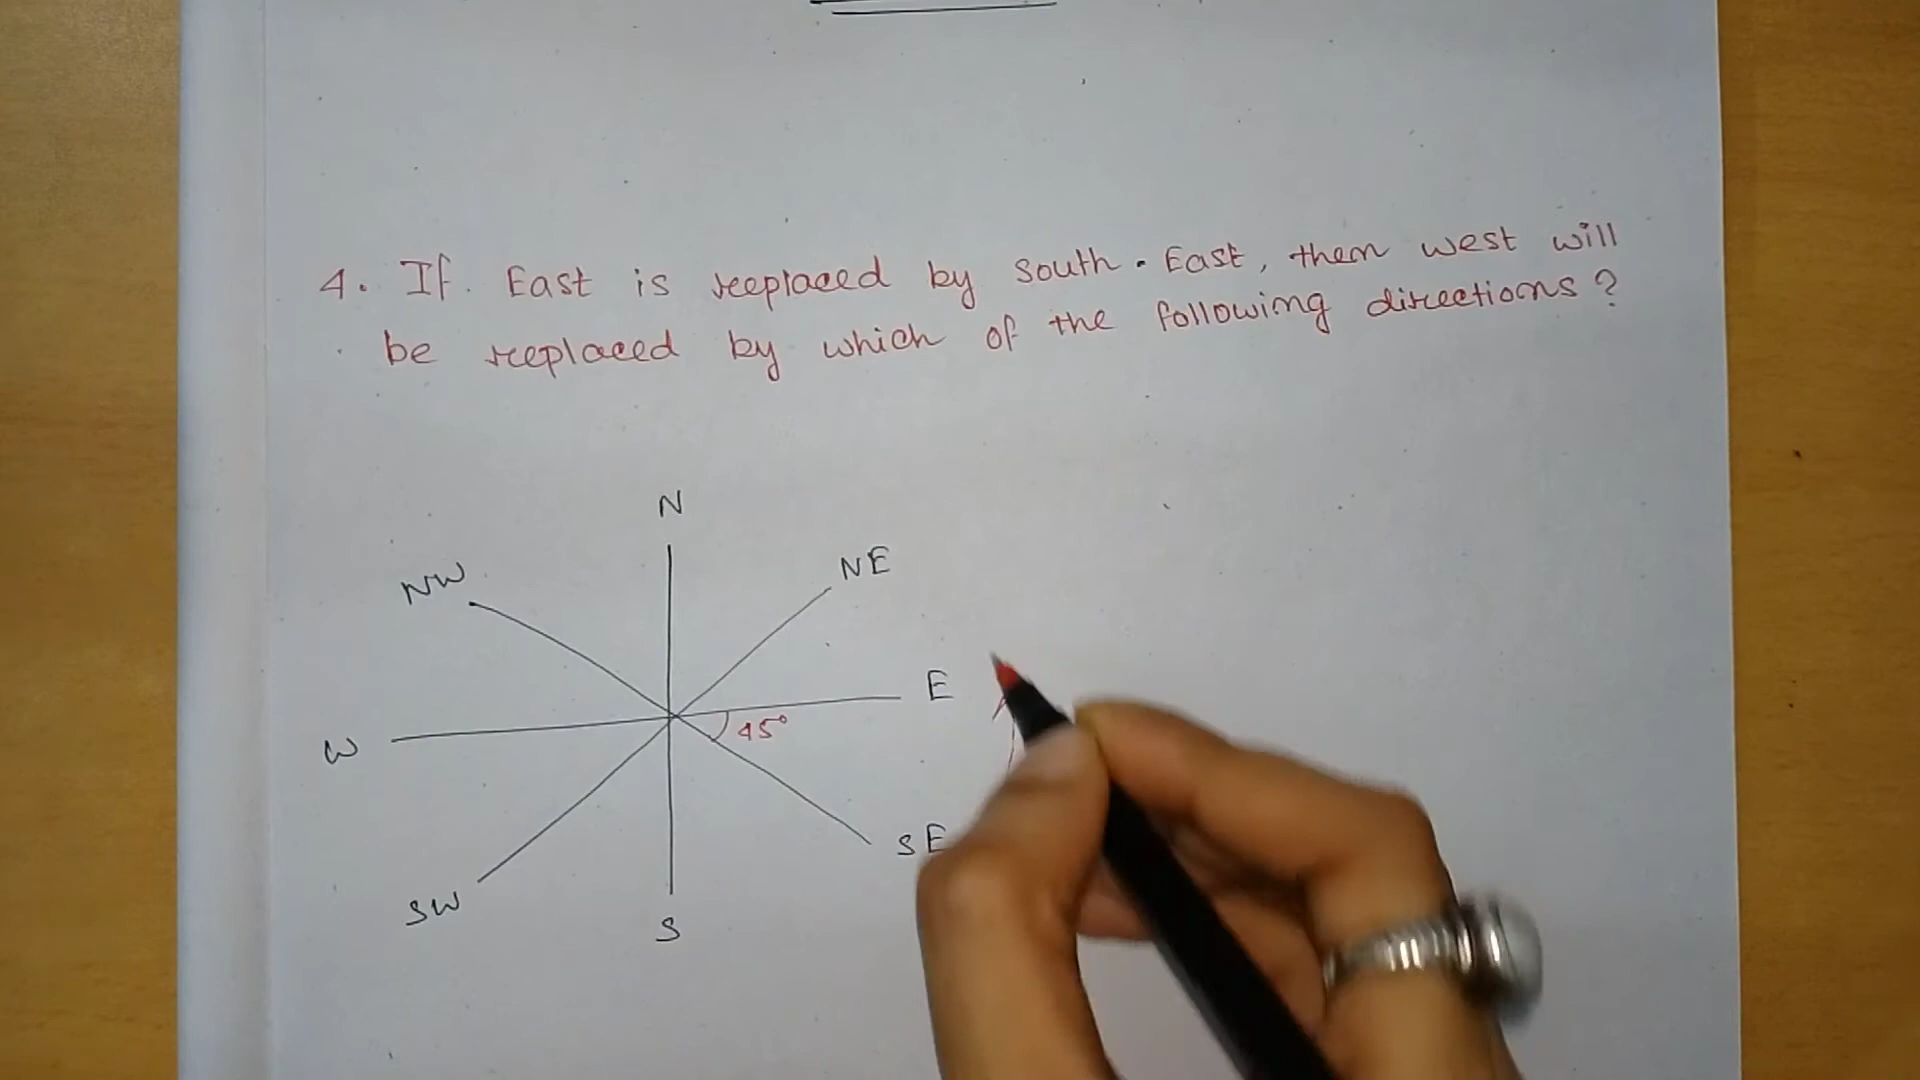 4. If East is replaced by South-East, then west will
be replaced by which of the following directions?
N
NW
NE
E
45°
W
SE
SW
S